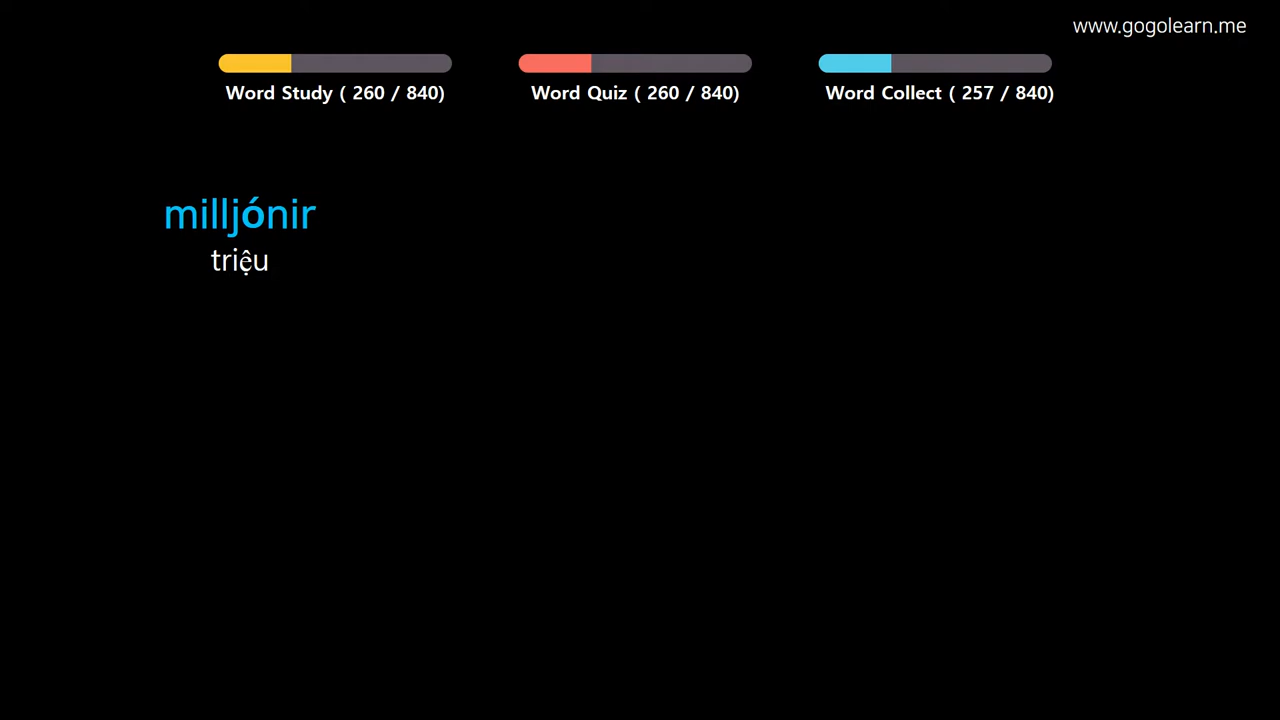 www.gogolearn.me
Word Study ( 260 / 840)
Word Quiz ( 260 / 840)
Word Collect ( 257 / 840)
milljónir
triệu